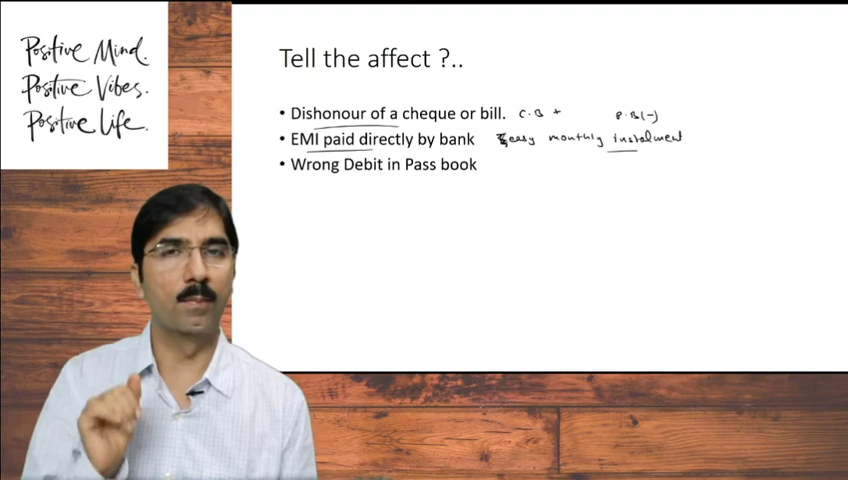 Positive Mind.
Positive Vibes.
Positive Life.
Tell the affect ?..
• Dishonour of a cheque or bill. C.B + P.B(-)
• EMI paid directly by bank easy monthly instalment
• Wrong Debit in Pass book